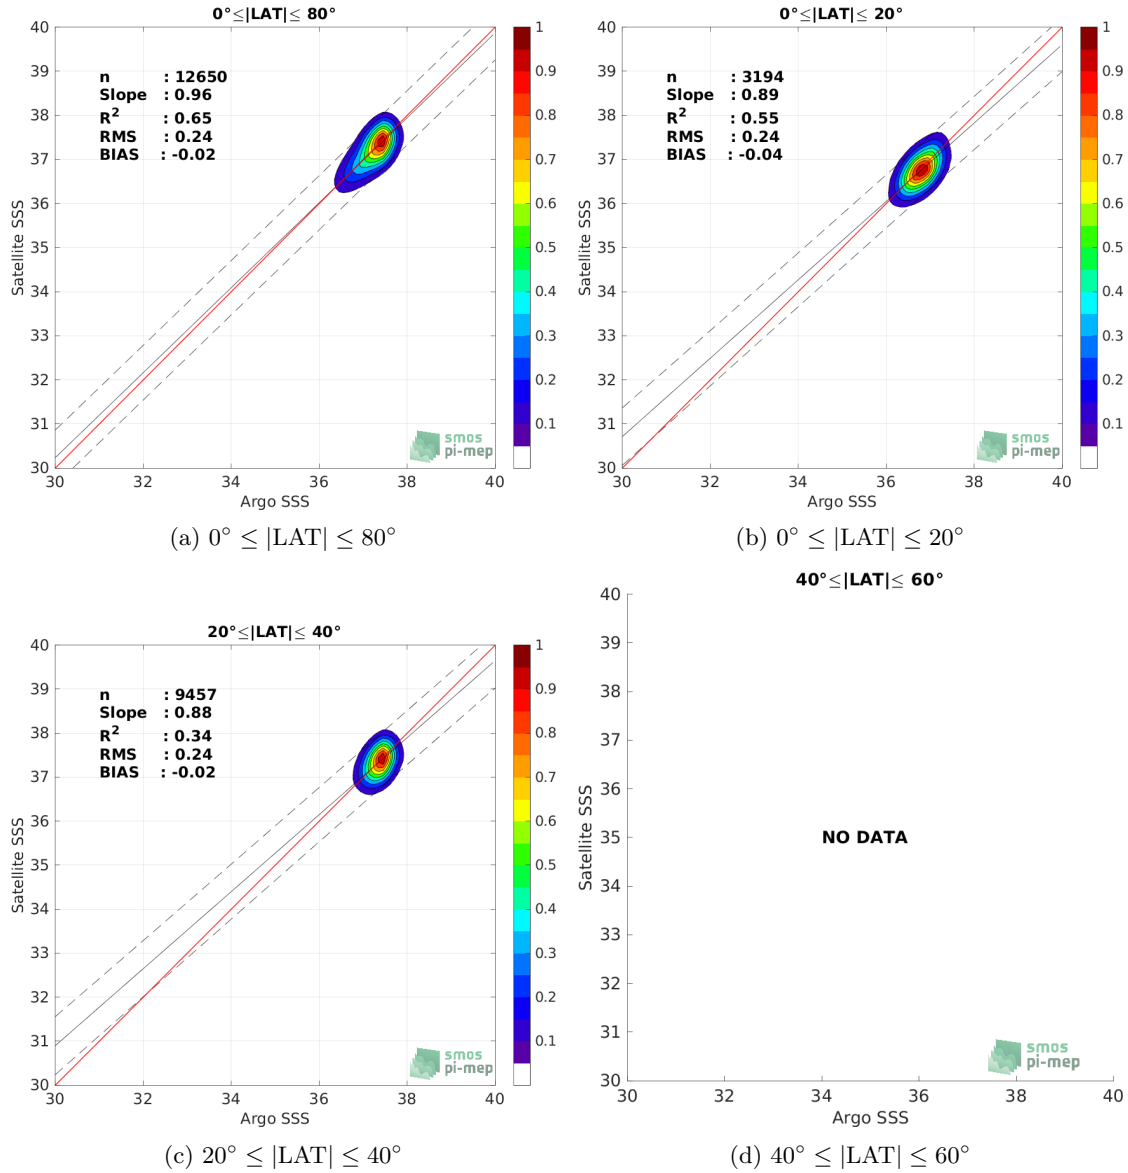 0°≤|LAT|≤ 80°
40
39
38
37
36
35
34
33
32
31
30
Satellite SSS
n : 12650
Slope : 0.96
R2 : 0.65
RMS : 0.24
BIAS : -0.02
smos
pi-mep
30 32 34 36 38 40
Argo SSS
1
0.9
0.8
0.7
0.6
0.5
0.4
0.3
0.2
0.1
(a) 0° ≤ |LAT| ≤ 80°
0°≤|LAT|≤ 20°
40
39
38
37
36
35
34
33
32
31
30
Satellite SSS
n : 3194
Slope : 0.89
R2 : 0.55
RMS : 0.24
BIAS : -0.04
smos
pi-mep
30 32 34 36 38 40
Argo SSS
1
0.9
0.8
0.7
0.6
0.5
0.4
0.3
0.2
0.1
(b) 0° ≤ |LAT| ≤ 20°
20°≤|LAT|≤ 40°
40
39
38
37
36
35
34
33
32
31
30
Satellite SSS
n : 9457
Slope : 0.88
R2 : 0.34
RMS : 0.24
BIAS : -0.02
smos
pi-mep
30 32 34 36 38 40
Argo SSS
1
0.9
0.8
0.7
0.6
0.5
0.4
0.3
0.2
0.1
(c) 20° ≤ |LAT| ≤ 40°
40°≤|LAT|≤ 60°
40
39
38
37
36
35
34
33
32
31
30
Satellite SSS
NO DATA
smos
pi-mep
30 32 34 36 38 40
Argo SSS
(d) 40° ≤ |LAT| ≤ 60°